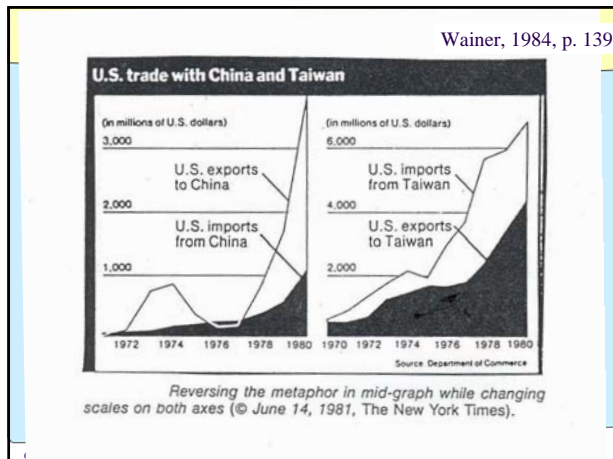 Wainer, 1984, p. 139
U.S. trade with China and Taiwan
(in millions of U.S. dollars)
3,000
U.S. exports
to China
2,000
U.S. imports
from China
1,000
1972 1974 1976 1978 1980
(in millions of U.S. dollars)
6,000
U.S. imports
from Taiwan
4,000
U.S. exports
to Taiwan
2,000
1970 1972 1974 1976 1978 1980
Source: Department of Commerce
Reversing the metaphor in mid-graph while changing
scales on both axes (© June 14, 1981, The New York Times).